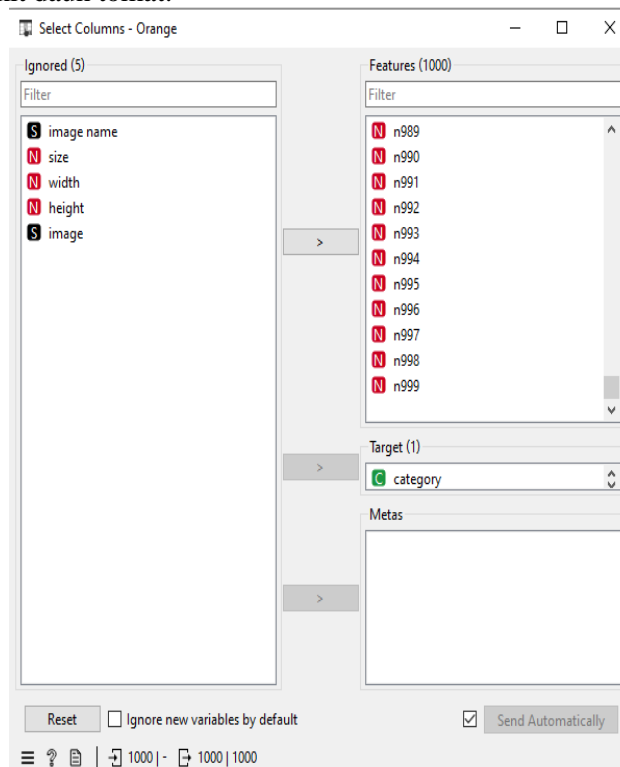 Select Columns - Orange
Ignored (5)
Filter
S image name
N size
N width
N height
S image
>
>
>
Features (1000)
Filter
N n989
N n990
N n991
N n992
N n993
N n994
N n995
N n996
N n997
N n998
N n999
Target (1)
C category
Metas
Reset
Ignore new variables by default
Send Automatically
? 1000 | - 1000 | 1000